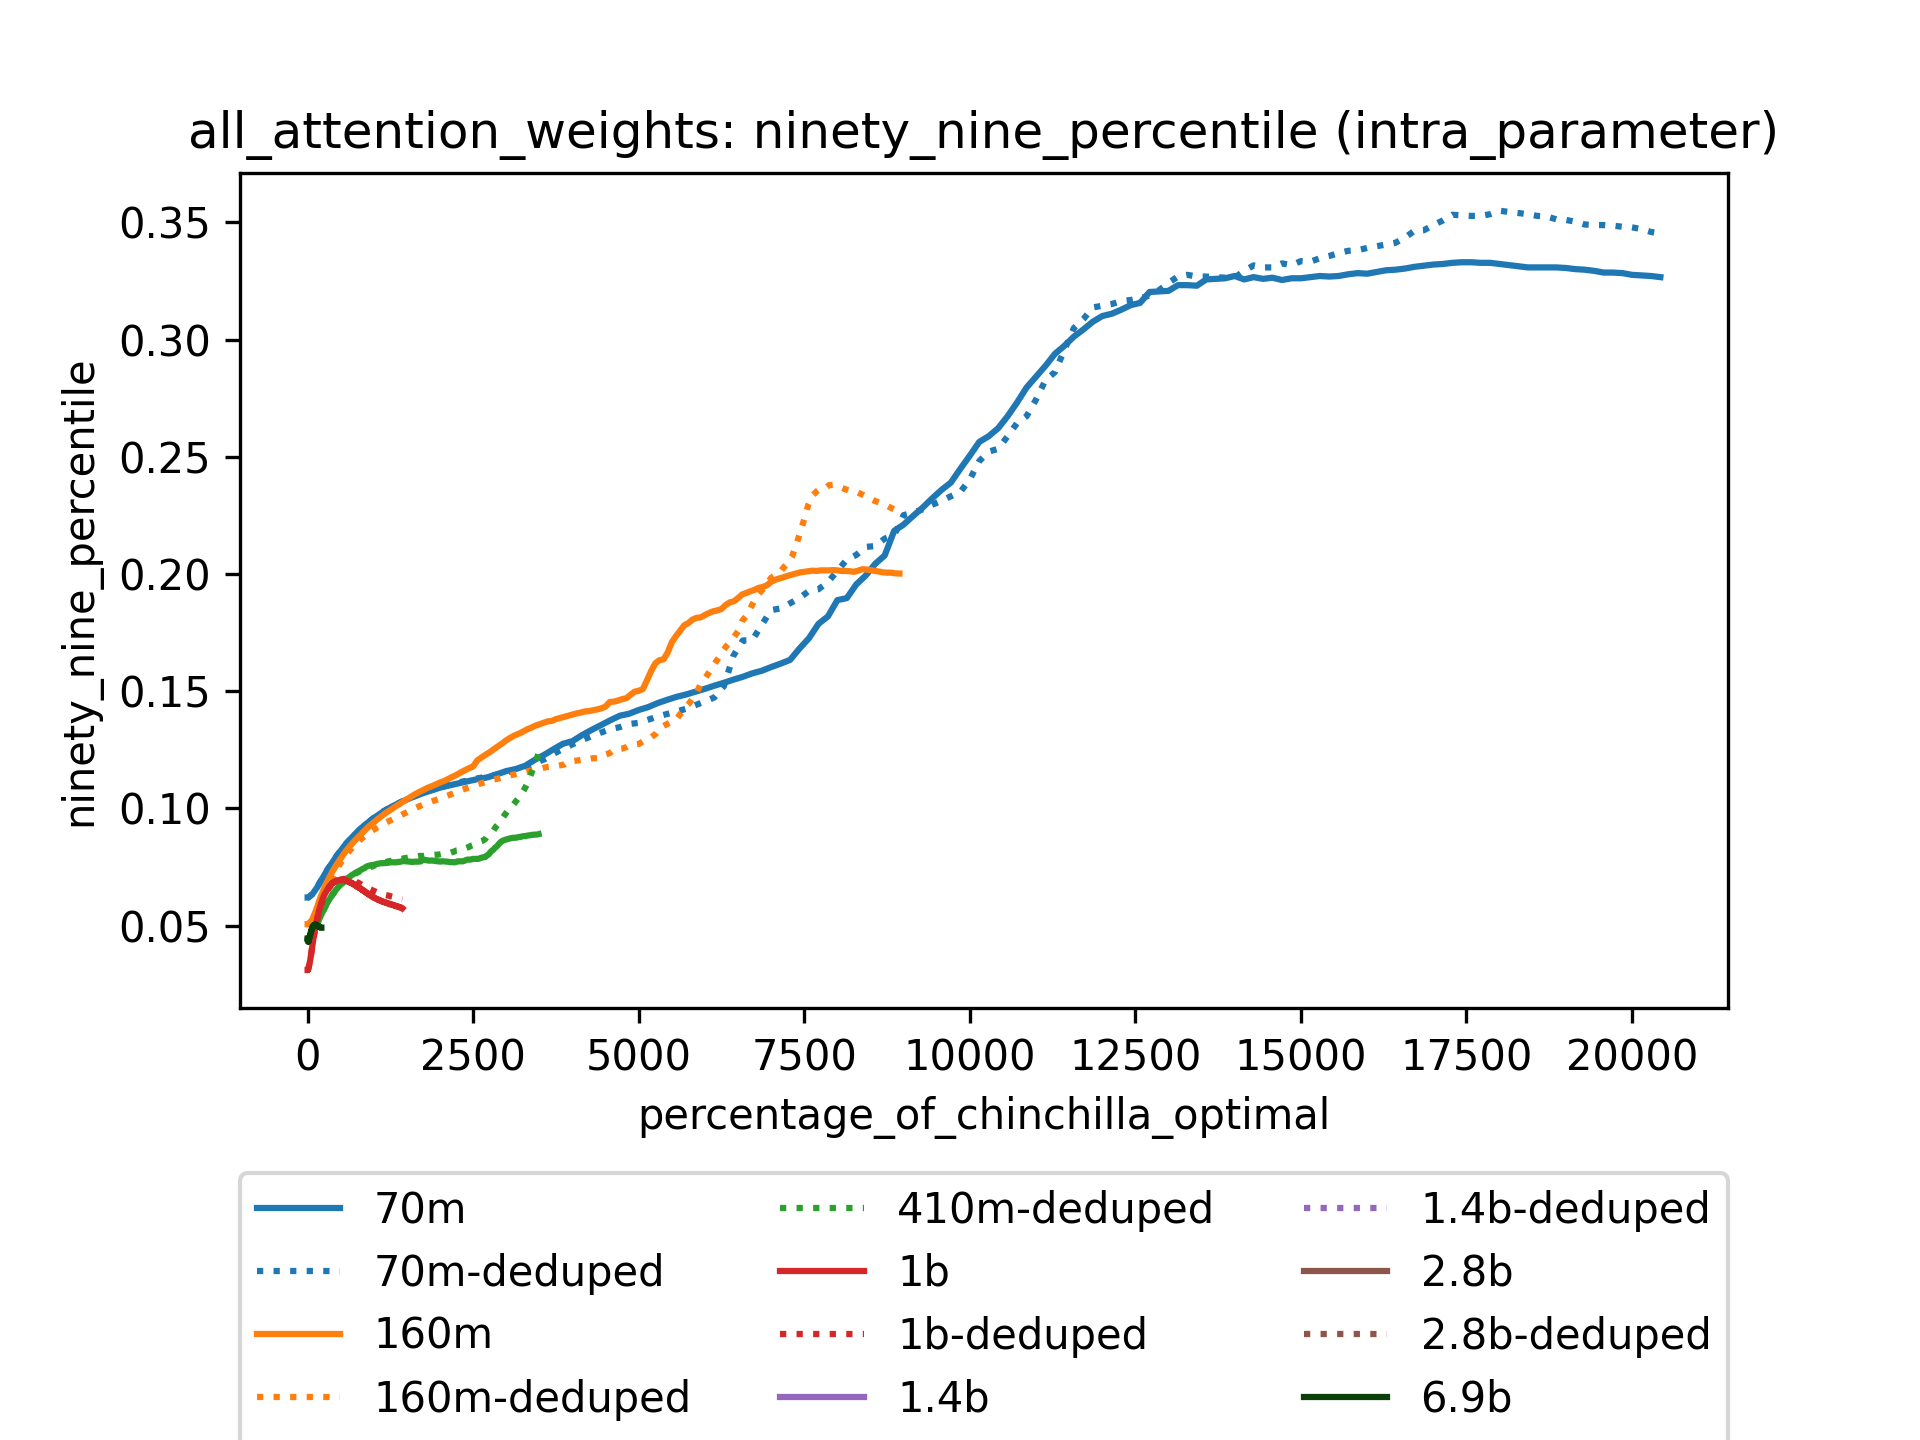 all_attention_weights: ninety_nine_percentile (intra_parameter)
ninety_nine_percentile
0.35
0.30
0.25
0.20
0.15
0.10
0.05
0 2500 5000 7500 10000 12500 15000 17500 20000
percentage_of_chinchilla_optimal
70m 410m-deduped 1.4b-deduped
70m-deduped 1b 2.8b
160m 1b-deduped 2.8b-deduped
160m-deduped 1.4b 6.9b